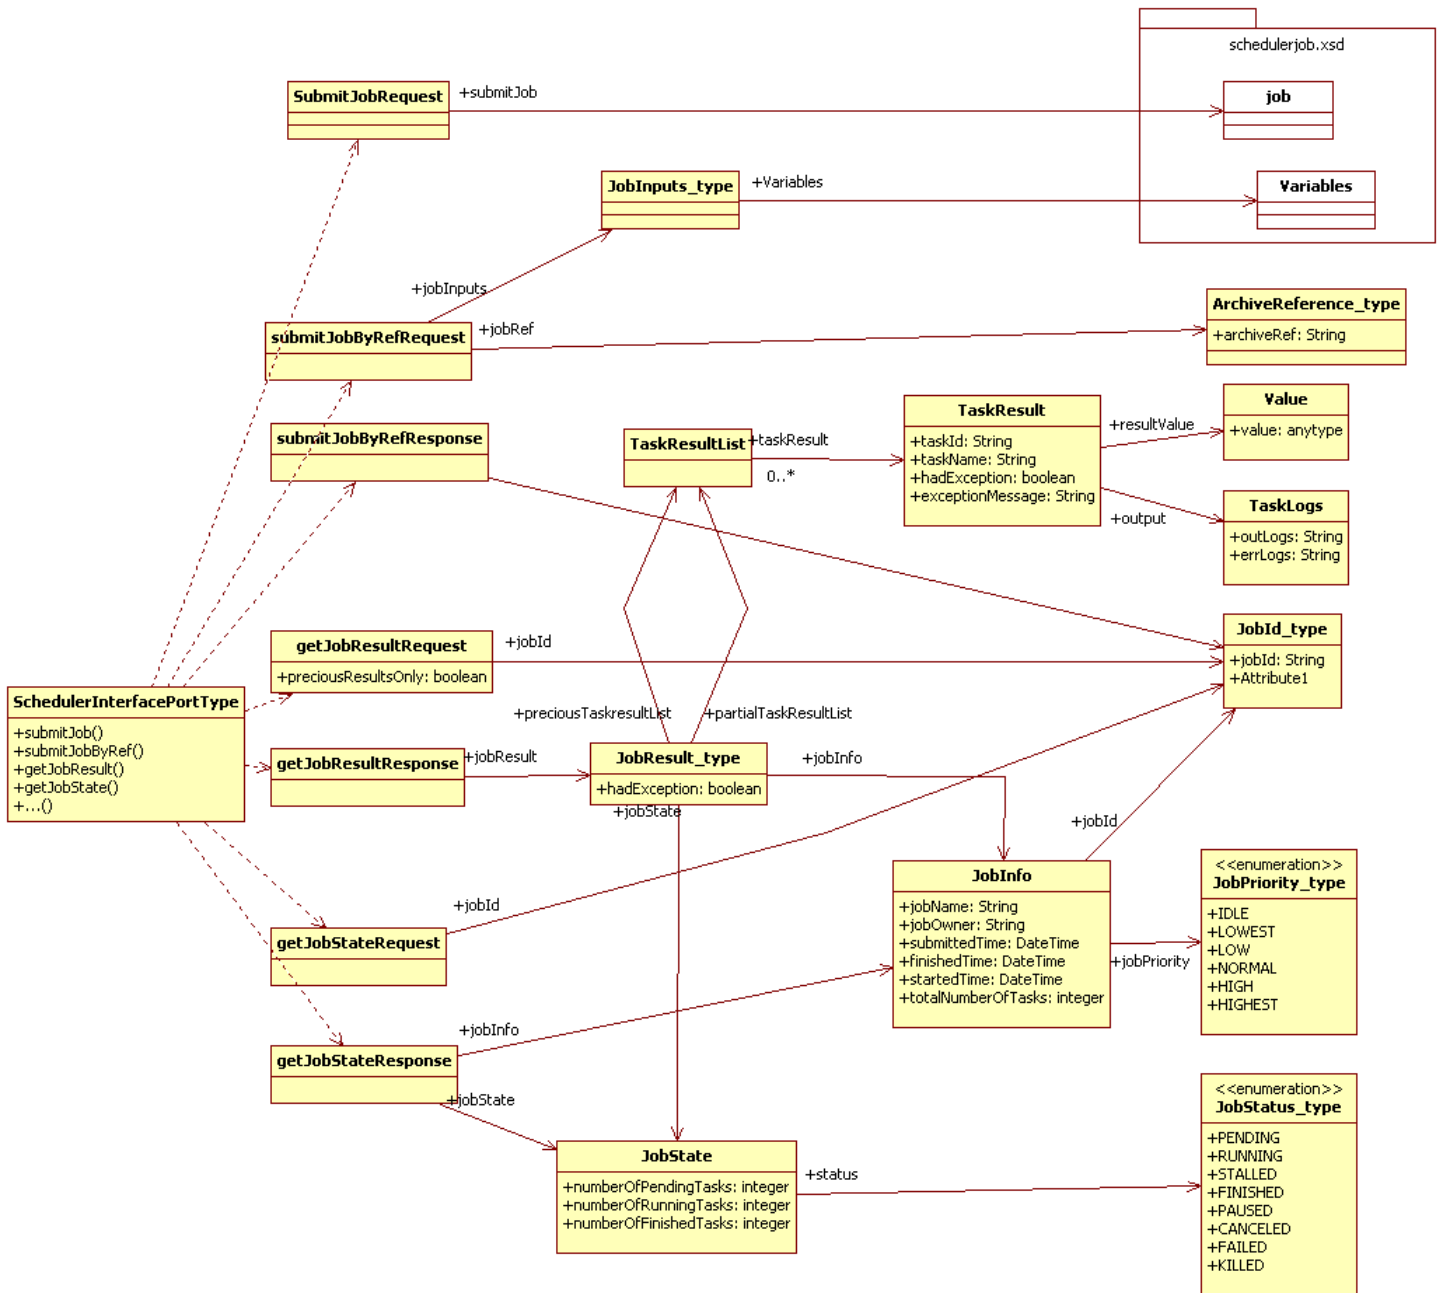 schedulerjob.xsd
SubmitJobRequest
+submitJob
job
JobInputs_type
+Variables
Variables
+jobInputs
submitJobByRefRequest
+jobRef
ArchiveReference_type
+archiveRef: String
submitJobByRefResponse
TaskResultList
+taskResult
0..*
TaskResult
+taskId: String
+taskName: String
+hadException: boolean
+exceptionMessage: String
+resultValue
Value
+value: anytype
+output
TaskLogs
+outLogs: String
+errLogs: String
getJobResultRequest
+preciousResultsOnly: boolean
+jobId
JobId_type
+jobId: String
+Attribute1
SchedulerInterfacePortType
+submitJob()
+submitJobByRef()
+getJobResult()
+getJobState()
+...()
+preciousTaskresultList
+partialTaskResultList
getJobResultResponse
+jobResult
JobResult_type
+hadException: boolean
+jobInfo
+jobState
+jobId
JobInfo
+jobName: String
+jobOwner: String
+submittedTime: DateTime
+finishedTime: DateTime
+startedTime: DateTime
+totalNumberOfTasks: integer
+jobPriority
<<enumeration>>
JobPriority_type
+IDLE
+LOWEST
+LOW
+NORMAL
+HIGH
+HIGHEST
getJobStateRequest
+jobId
getJobStateResponse
+jobInfo
+jobState
JobState
+numberOfPendingTasks: integer
+numberOfRunningTasks: integer
+numberOfFinishedTasks: integer
+status
<<enumeration>>
JobStatus_type
+PENDING
+RUNNING
+STALLED
+FINISHED
+PAUSED
+CANCELED
+FAILED
+KILLED